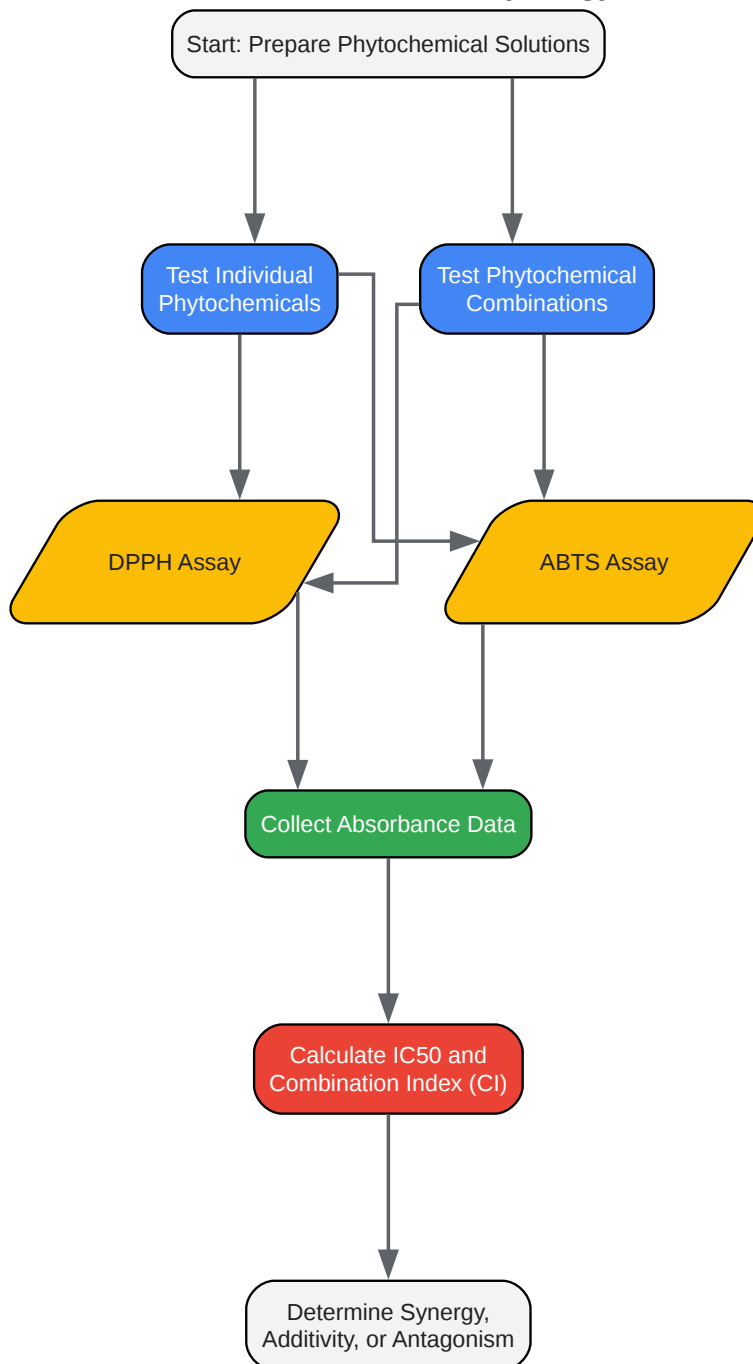 Start: Prepare Phytochemical Solutions
Test Individual
Phytochemicals
Test Phytochemical
Combinations
DPPH Assay
ABTS Assay
Collect Absorbance Data
Calculate IC50 and
Combination Index (CI)
Determine Synergy,
Additivity, or Antagonism